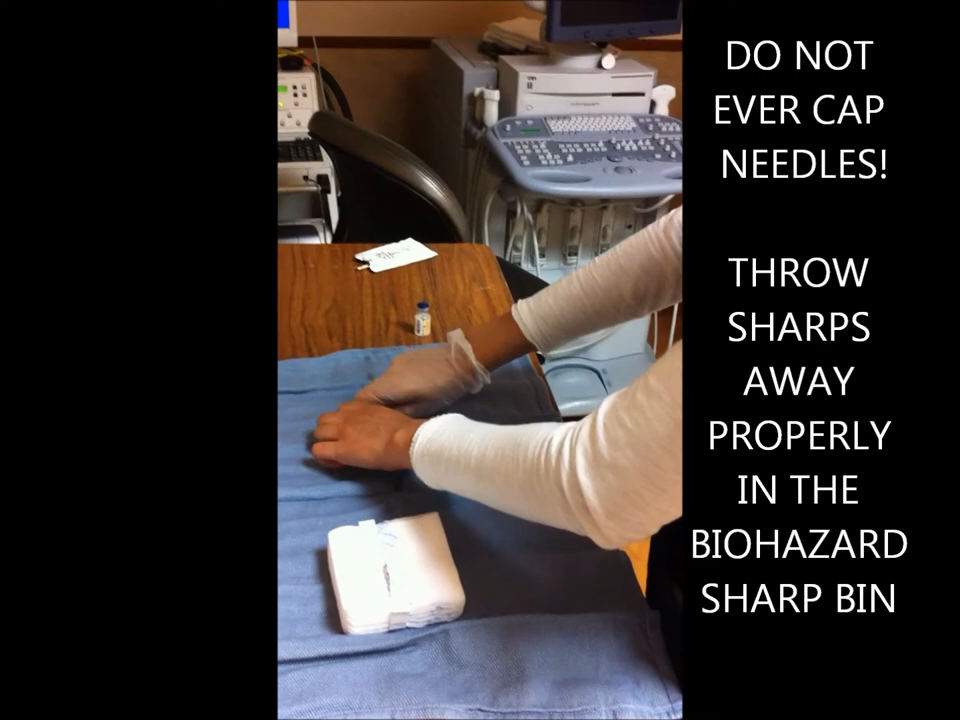 DO NOT
EVER CAP
NEEDLES!
THROW
SHARPS
AWAY
PROPERLY
IN THE
BIOHAZARD
SHARP BIN